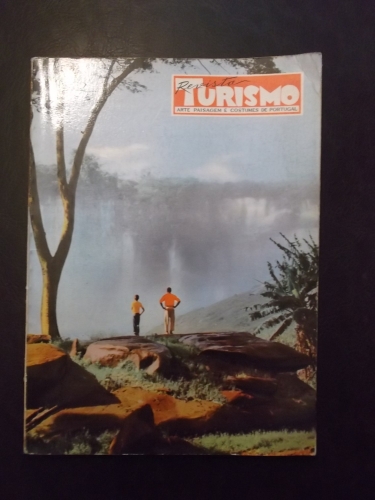 Revista
TURISMO
ARTE PAISAGEM E COSTUMES DE PORTUGAL